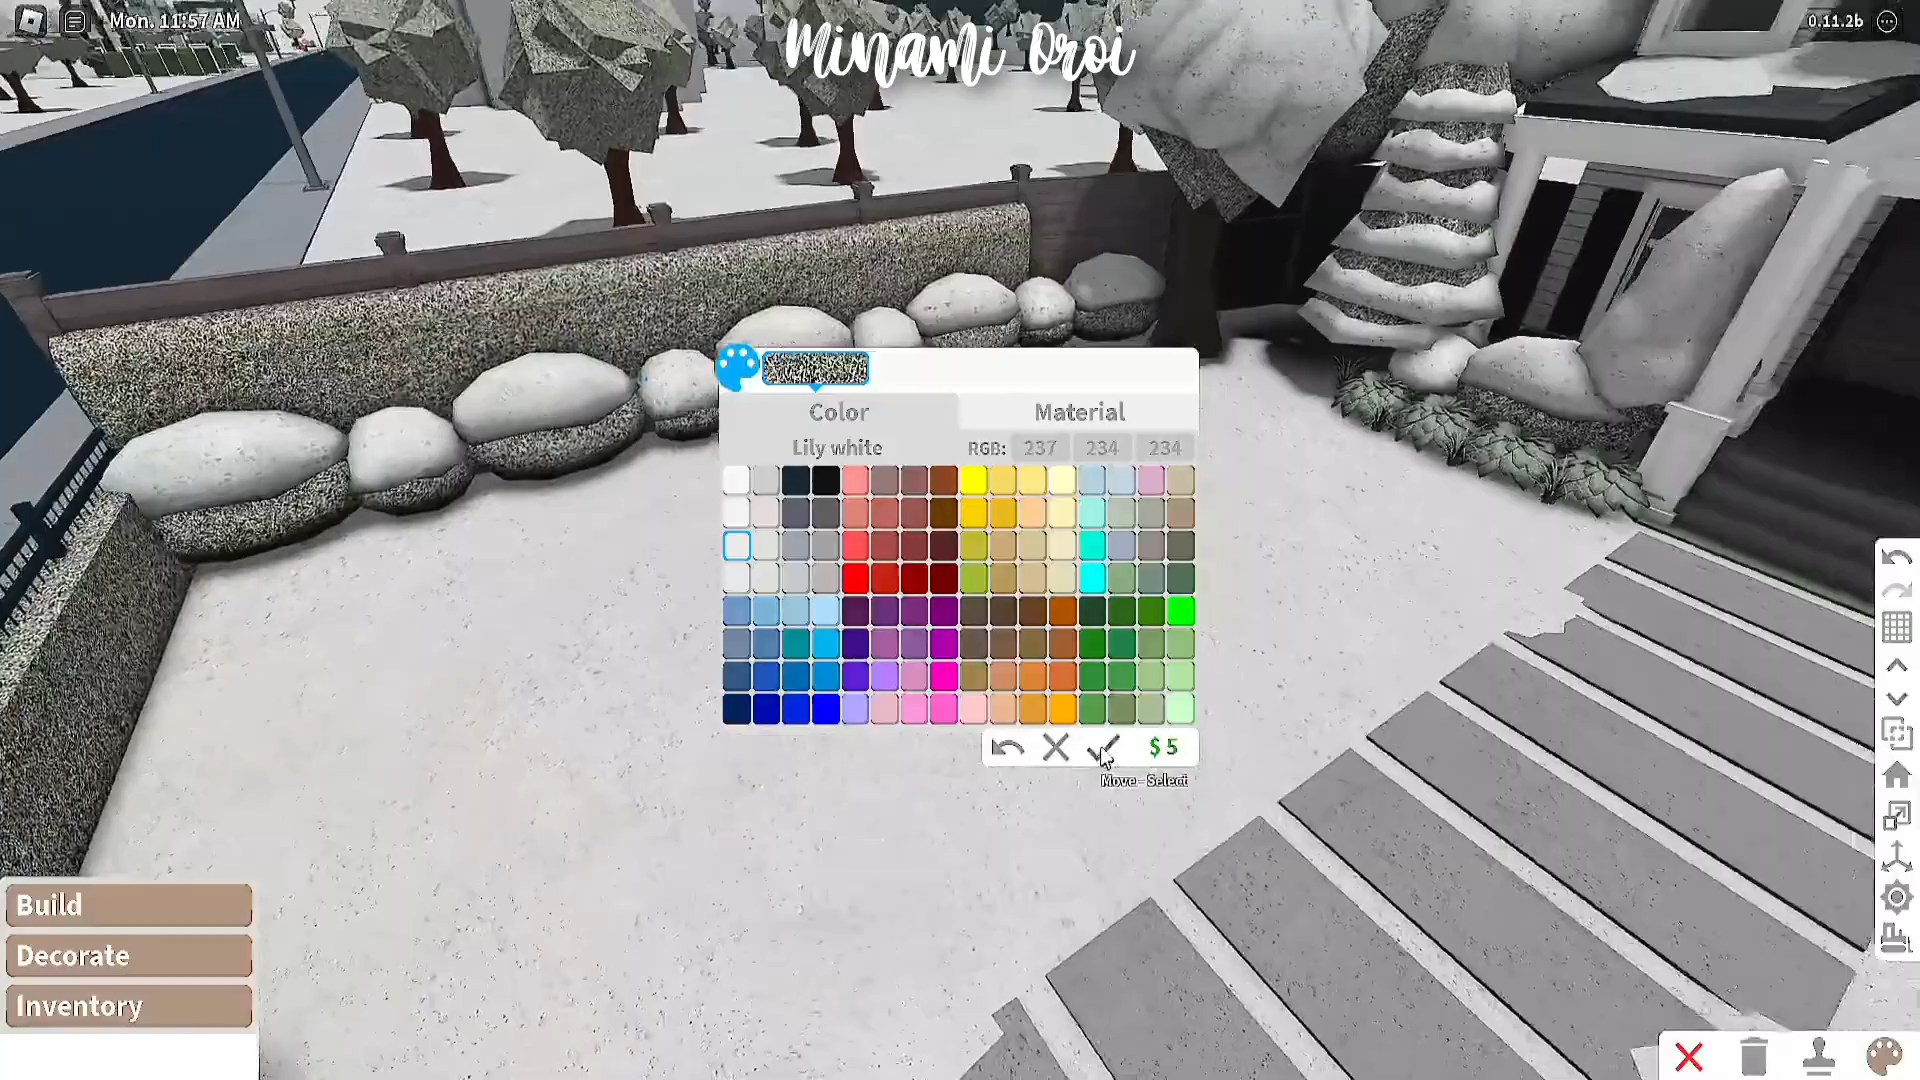 Mon. 11:57 AM
Minami Oroi
0.11.2b
Color
Material
Lily white
RGB: 237 234 234
$ 5
Move - Select
Build
Decorate
Inventory